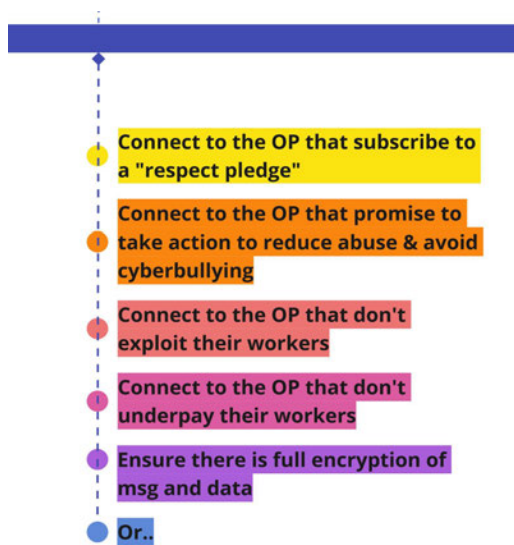 Connect to the OP that subscribe to
a "respect pledge"
Connect to the OP that promise to
take action to reduce abuse & avoid
cyberbullying
Connect to the OP that don't
exploit their workers
Connect to the OP that don't
underpay their workers
Ensure there is full encryption of
msg and data
Or..